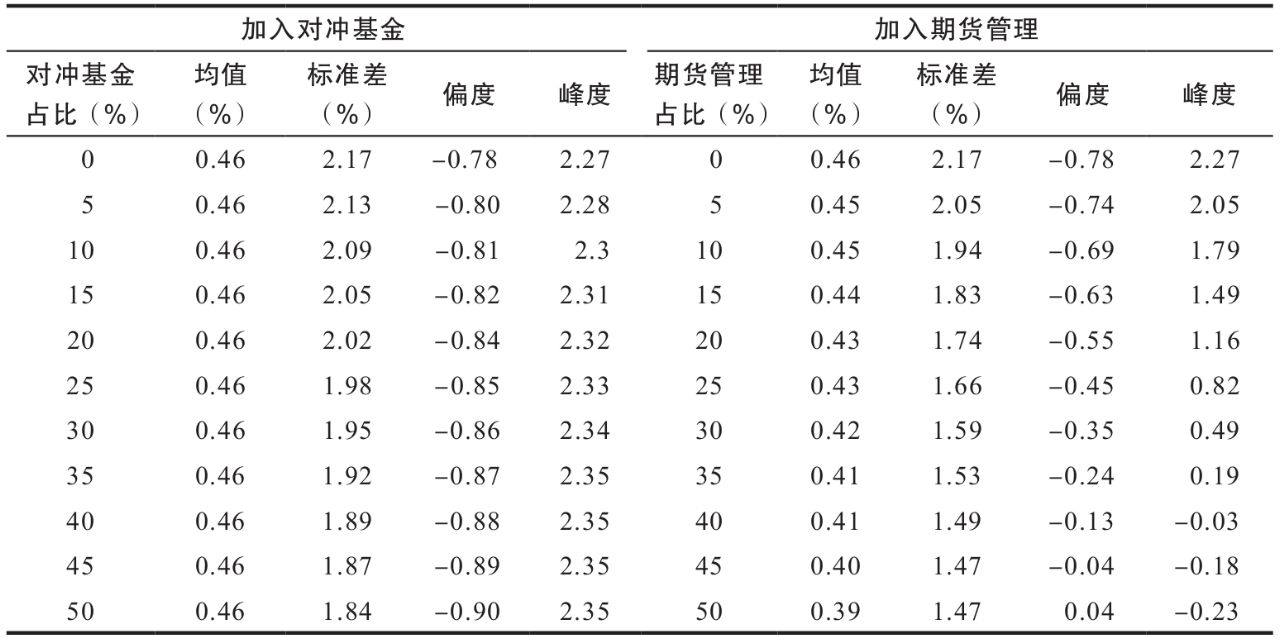 加入对冲基金 加入期货管理
对冲基金 均值 标准差 偏度 峰度 期货管理 均值 标准差 偏度 峰度
占比（%） （%） （%） 占比（%） （%） （%）
0 0.46 2.17 –0.78 2.27 0 0.46 2.17 –0.78 2.27
5 0.46 2.13 –0.80 2.28 5 0.45 2.05 –0.74 2.05
10 0.46 2.09 –0.81 2.3 10 0.45 1.94 –0.69 1.79
15 0.46 2.05 –0.82 2.31 15 0.44 1.83 –0.63 1.49
20 0.46 2.02 –0.84 2.32 20 0.43 1.74 –0.55 1.16
25 0.46 1.98 –0.85 2.33 25 0.43 1.66 –0.45 0.82
30 0.46 1.95 –0.86 2.34 30 0.42 1.59 –0.35 0.49
35 0.46 1.92 –0.87 2.35 35 0.41 1.53 –0.24 0.19
40 0.46 1.89 –0.88 2.35 40 0.41 1.49 –0.13 –0.03
45 0.46 1.87 –0.89 2.35 45 0.40 1.47 –0.04 –0.18
50 0.46 1.84 –0.90 2.35 50 0.39 1.47 0.04 –0.23